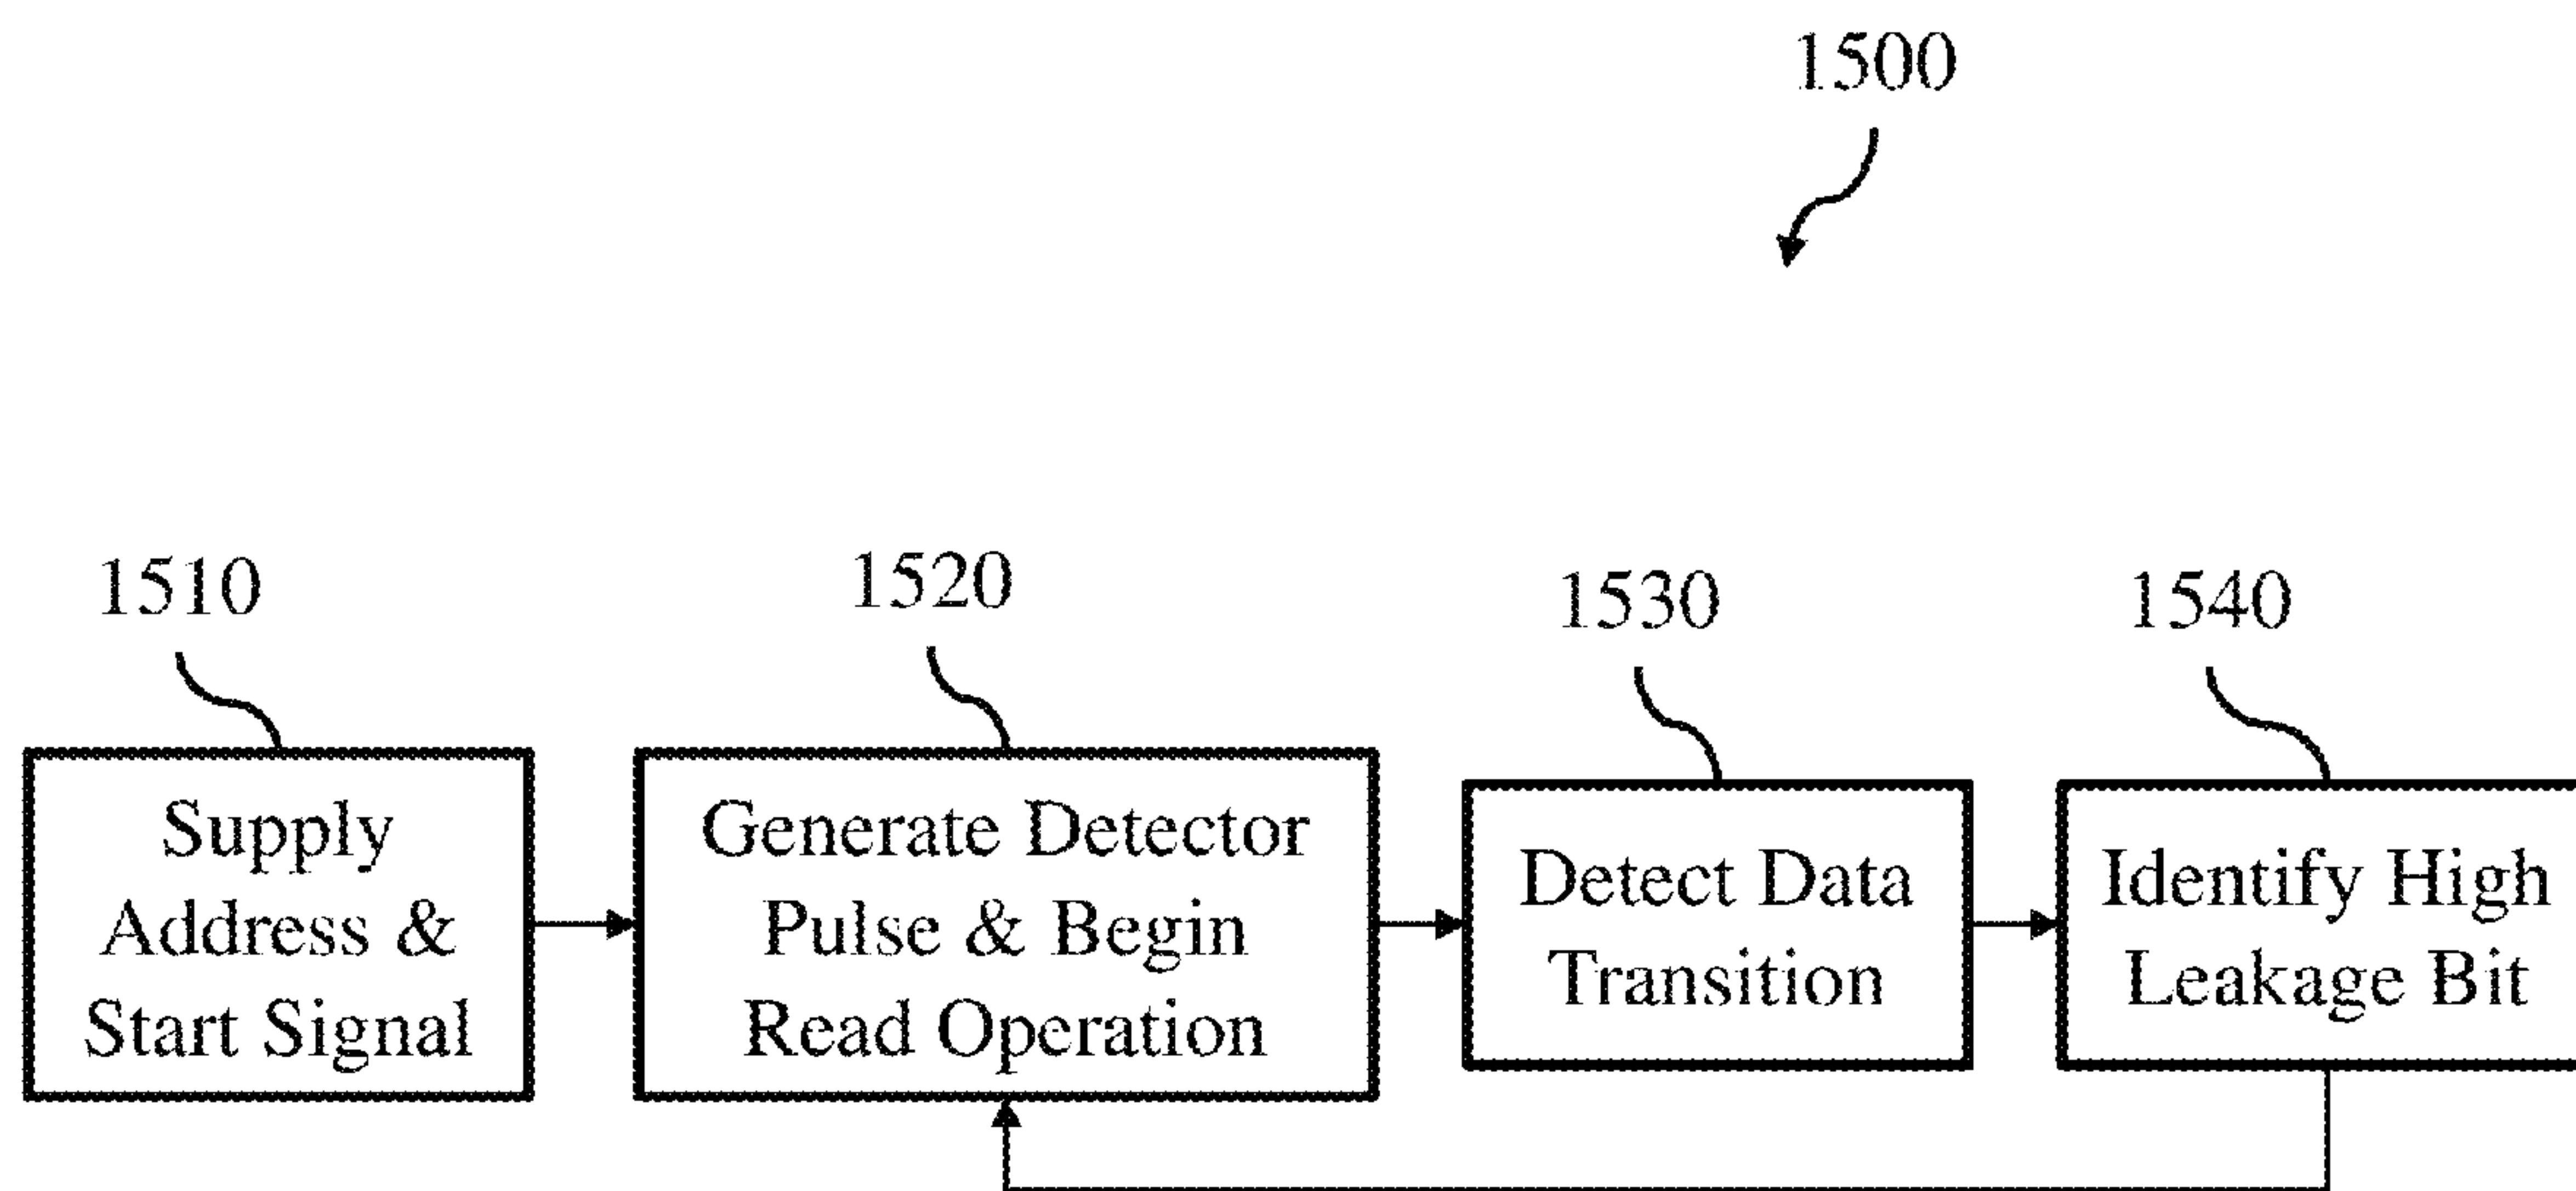 1500
1510
1520
1530
1540
Supply
Address &
Start Signal
Generate Detector
Pulse & Begin
Read Operation
Detect Data
Transition
Identify High
Leakage Bit